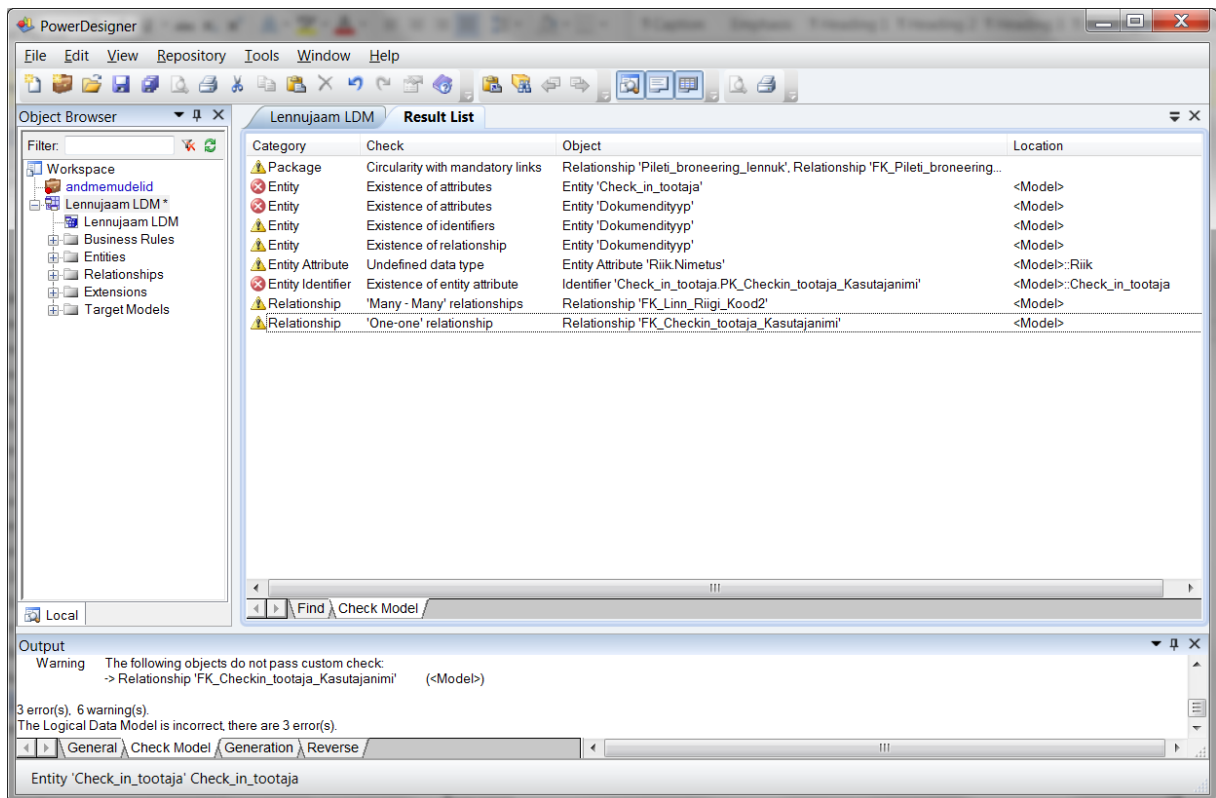 PowerDesigner
File Edit View Repository Tools Window Help
Object Browser
Filter:
Workspace
andmemudelid
Lennujaam LDM *
Lennujaam LDM
Business Rules
Entities
Relationships
Extensions
Target Models
Local
Lennujaam LDM Result List
Category Check Object Location
Package Circularity with mandatory links Relationship 'Pileti_broneering_lennuk', Relationship 'FK_Pileti_broneering...
Entity Existence of attributes Entity 'Check_in_tootaja' <Model>
Entity Existence of attributes Entity 'Dokumendityyp' <Model>
Entity Existence of identifiers Entity 'Dokumendityyp' <Model>
Entity Existence of relationship Entity 'Dokumendityyp' <Model>
Entity Attribute Undefined data type Entity Attribute 'Riik.Nimetus' <Model>::Riik
Entity Identifier Existence of entity attribute Identifier 'Check_in_tootaja.PK_Checkin_tootaja_Kasutajanimi' <Model>::Check_in_tootaja
Relationship 'Many - Many' relationships Relationship 'FK_Linn_Riigi_Kood2' <Model>
Relationship 'One-one' relationship Relationship 'FK_Checkin_tootaja_Kasutajanimi' <Model>
Find Check Model
Output
Warning The following objects do not pass custom check:
-> Relationship 'FK_Checkin_tootaja_Kasutajanimi' (<Model>)
3 error(s), 6 warning(s).
The Logical Data Model is incorrect, there are 3 error(s).
General Check Model Generation Reverse
Entity 'Check_in_tootaja' Check_in_tootaja